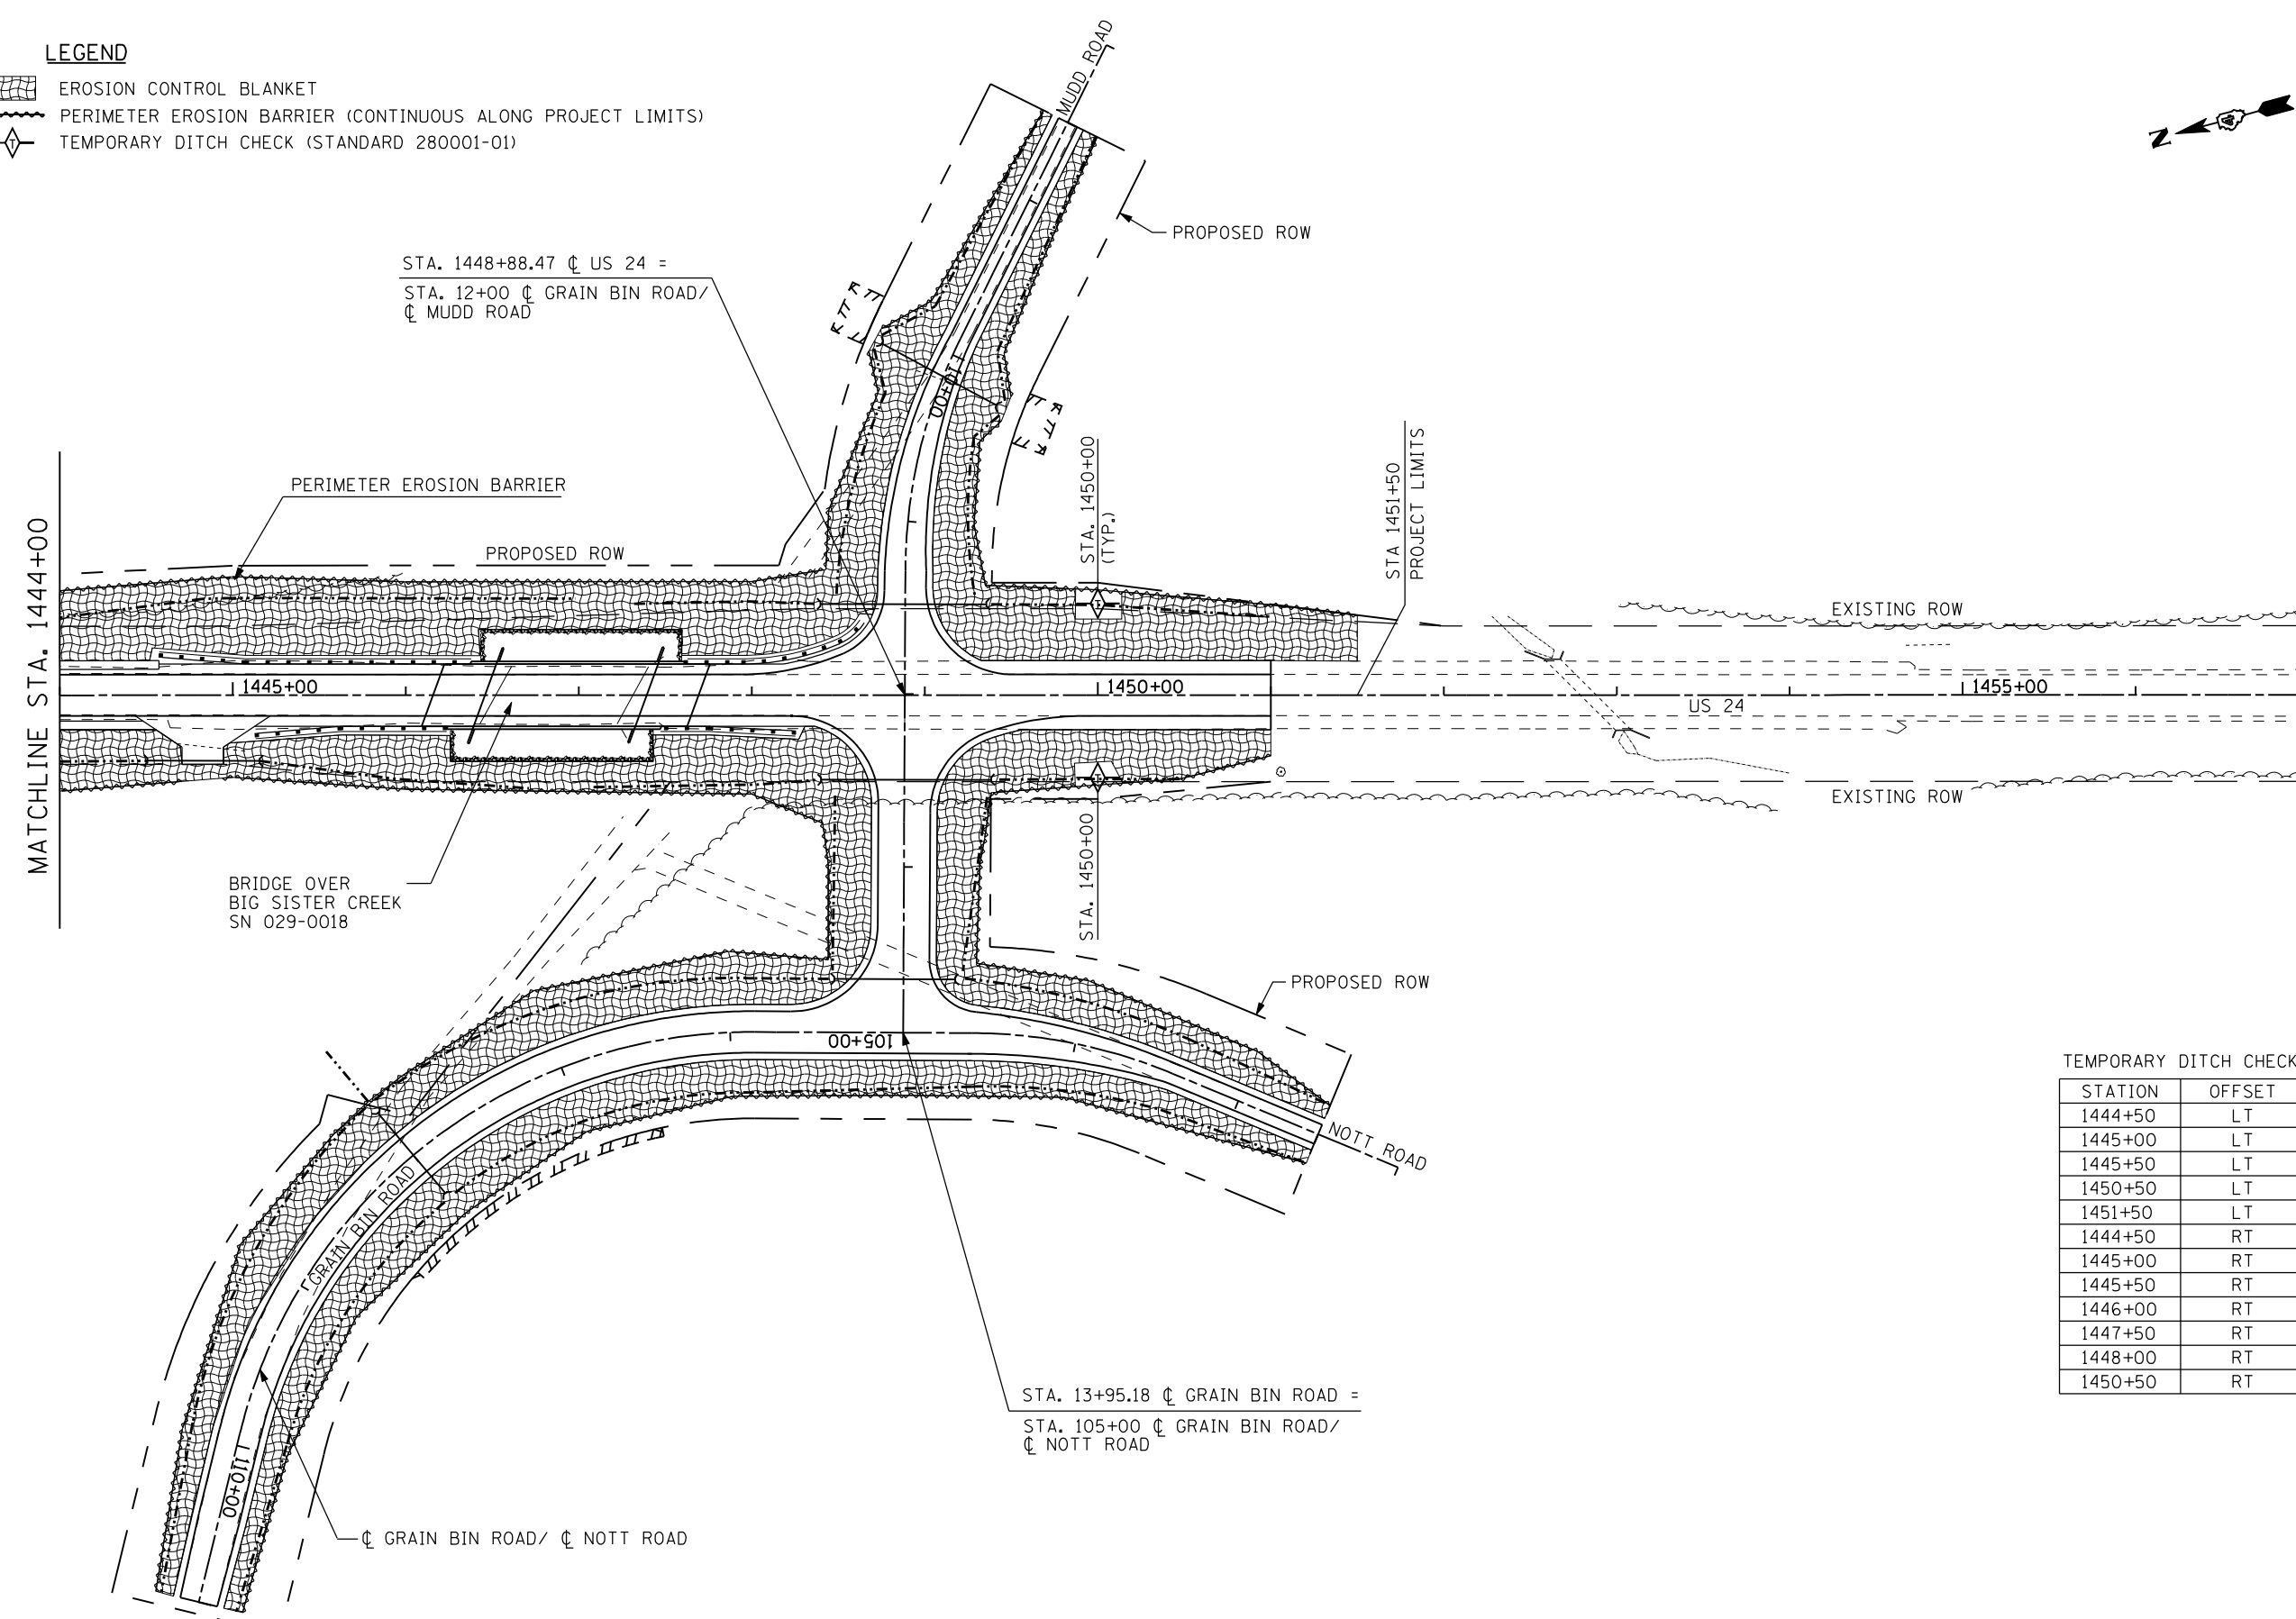 LEGEND
EROSION CONTROL BLANKET
PERIMETER EROSION BARRIER (CONTINUOUS ALONG PROJECT LIMITS)
T TEMPORARY DITCH CHECK (STANDARD 280001-01)
MUDD ROAD
N
PROPOSED ROW
STA. 1448+88.47 ℄ US 24 =
STA. 12+00 ℄ GRAIN BIN ROAD/
℄ MUDD ROAD
110+00
PERIMETER EROSION BARRIER
PROPOSED ROW
STA. 1450+00
(TYP.)
STA 1451+50
PROJECT LIMITS
MATCHLINE STA. 1444+00
T
EXISTING ROW
1445+00
1450+00
1455+00
US 24
T
EXISTING ROW
STA. 1450+00
BRIDGE OVER
BIG SISTER CREEK
SN 029-0018
PROPOSED ROW
105+00
NOTT ROAD
GRAIN BIN ROAD
TEMPORARY DITCH CHECK
STATION OFFSET
1444+50 LT
1445+00 LT
1445+50 LT
1450+50 LT
1451+50 LT
1444+50 RT
1445+00 RT
1445+50 RT
1446+00 RT
1447+50 RT
1448+00 RT
1450+50 RT
STA. 13+95.18 ℄ GRAIN BIN ROAD =
STA. 105+00 ℄ GRAIN BIN ROAD/
℄ NOTT ROAD
110+00
℄ GRAIN BIN ROAD/ ℄ NOTT ROAD